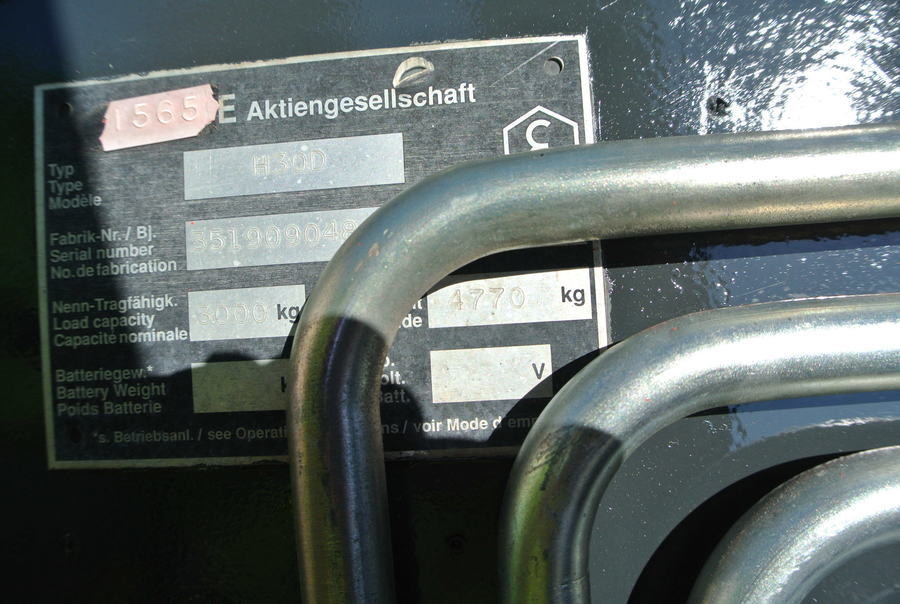 1565
E Aktiengesellschaft
Typ
Type
Modèle
H30D
Fabrik-Nr. / Bj.
Serial number
No. de fabrication
351909048
Nenn-Tragfähigk.
Load capacity
Capacité nominale
3000 kg
4770 kg
Batteriegew.*
Battery Weight
Poids Batterie
V
*s. Betriebsanl. / see Operat
ns / voir Mode d'emp